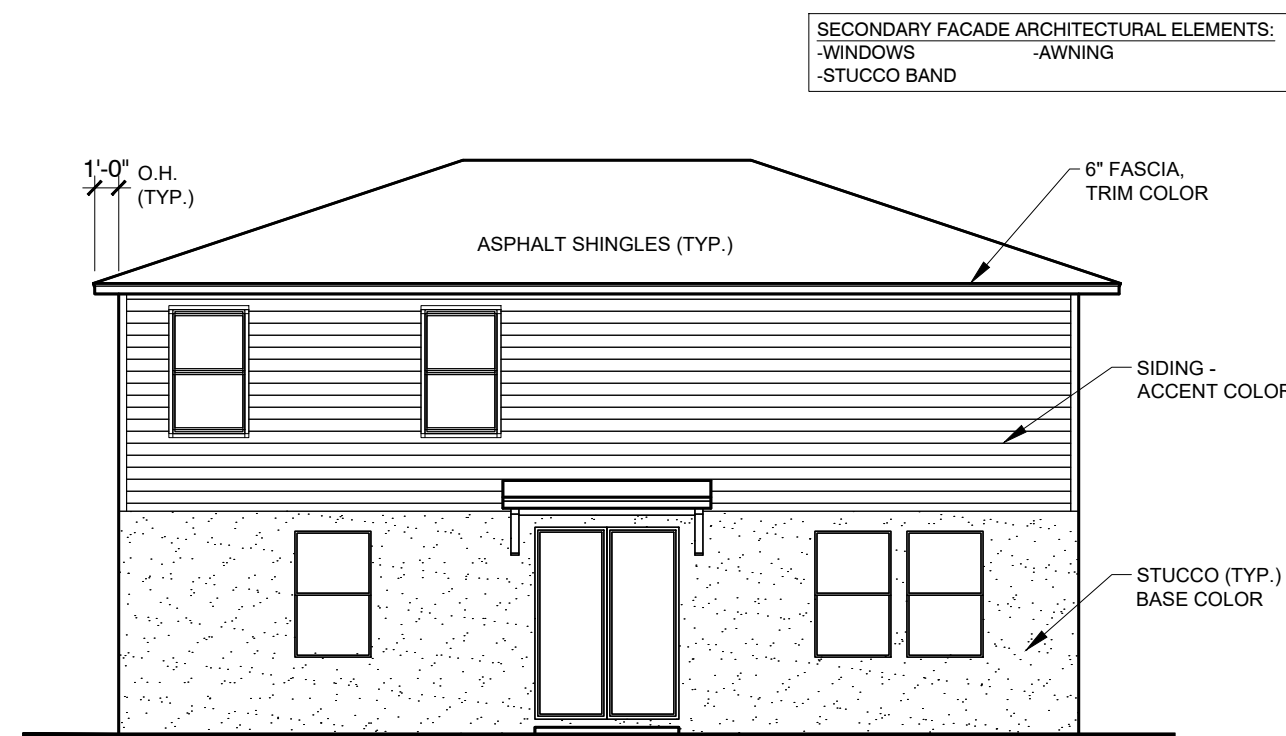 SECONDARY FACADE ARCHITECTURAL ELEMENTS:
-WINDOWS -AWNING
-STUCCO BAND
1'-0" O.H.
(TYP.)
6" FASCIA,
TRIM COLOR
ASPHALT SHINGLES (TYP.)
SIDING -
ACCENT COLOR
STUCCO (TYP.)
BASE COLOR